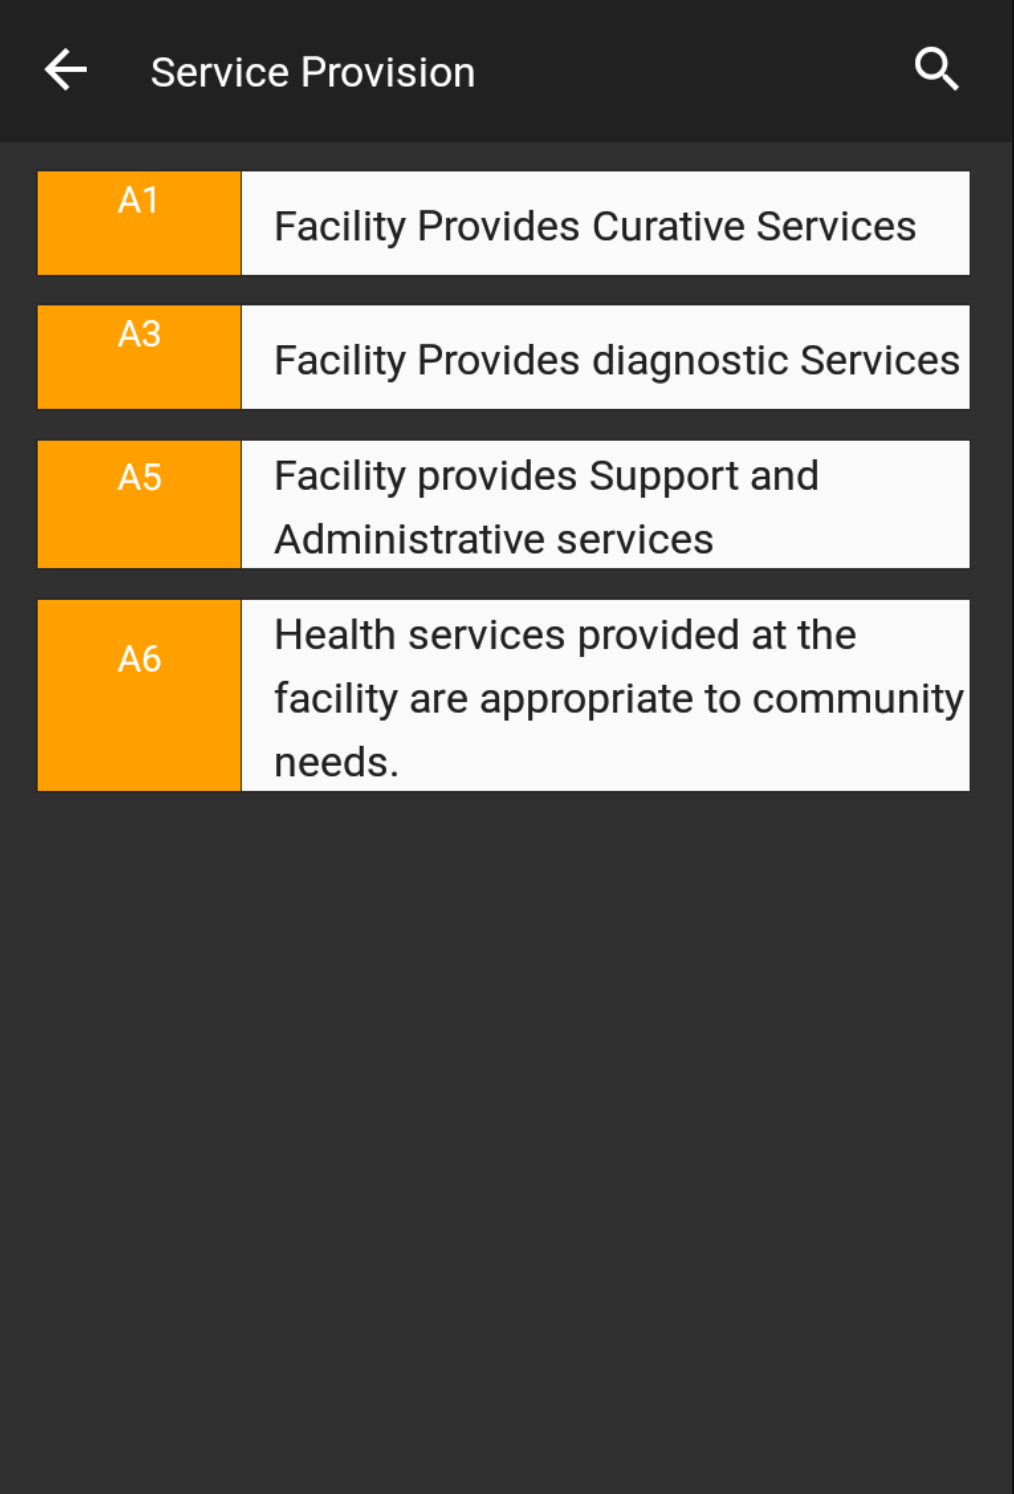 Service Provision
A1
Facility Provides Curative Services
A3
Facility Provides diagnostic Services
A5
Facility provides Support and
Administrative services
A6
Health services provided at the
facility are appropriate to community
needs.